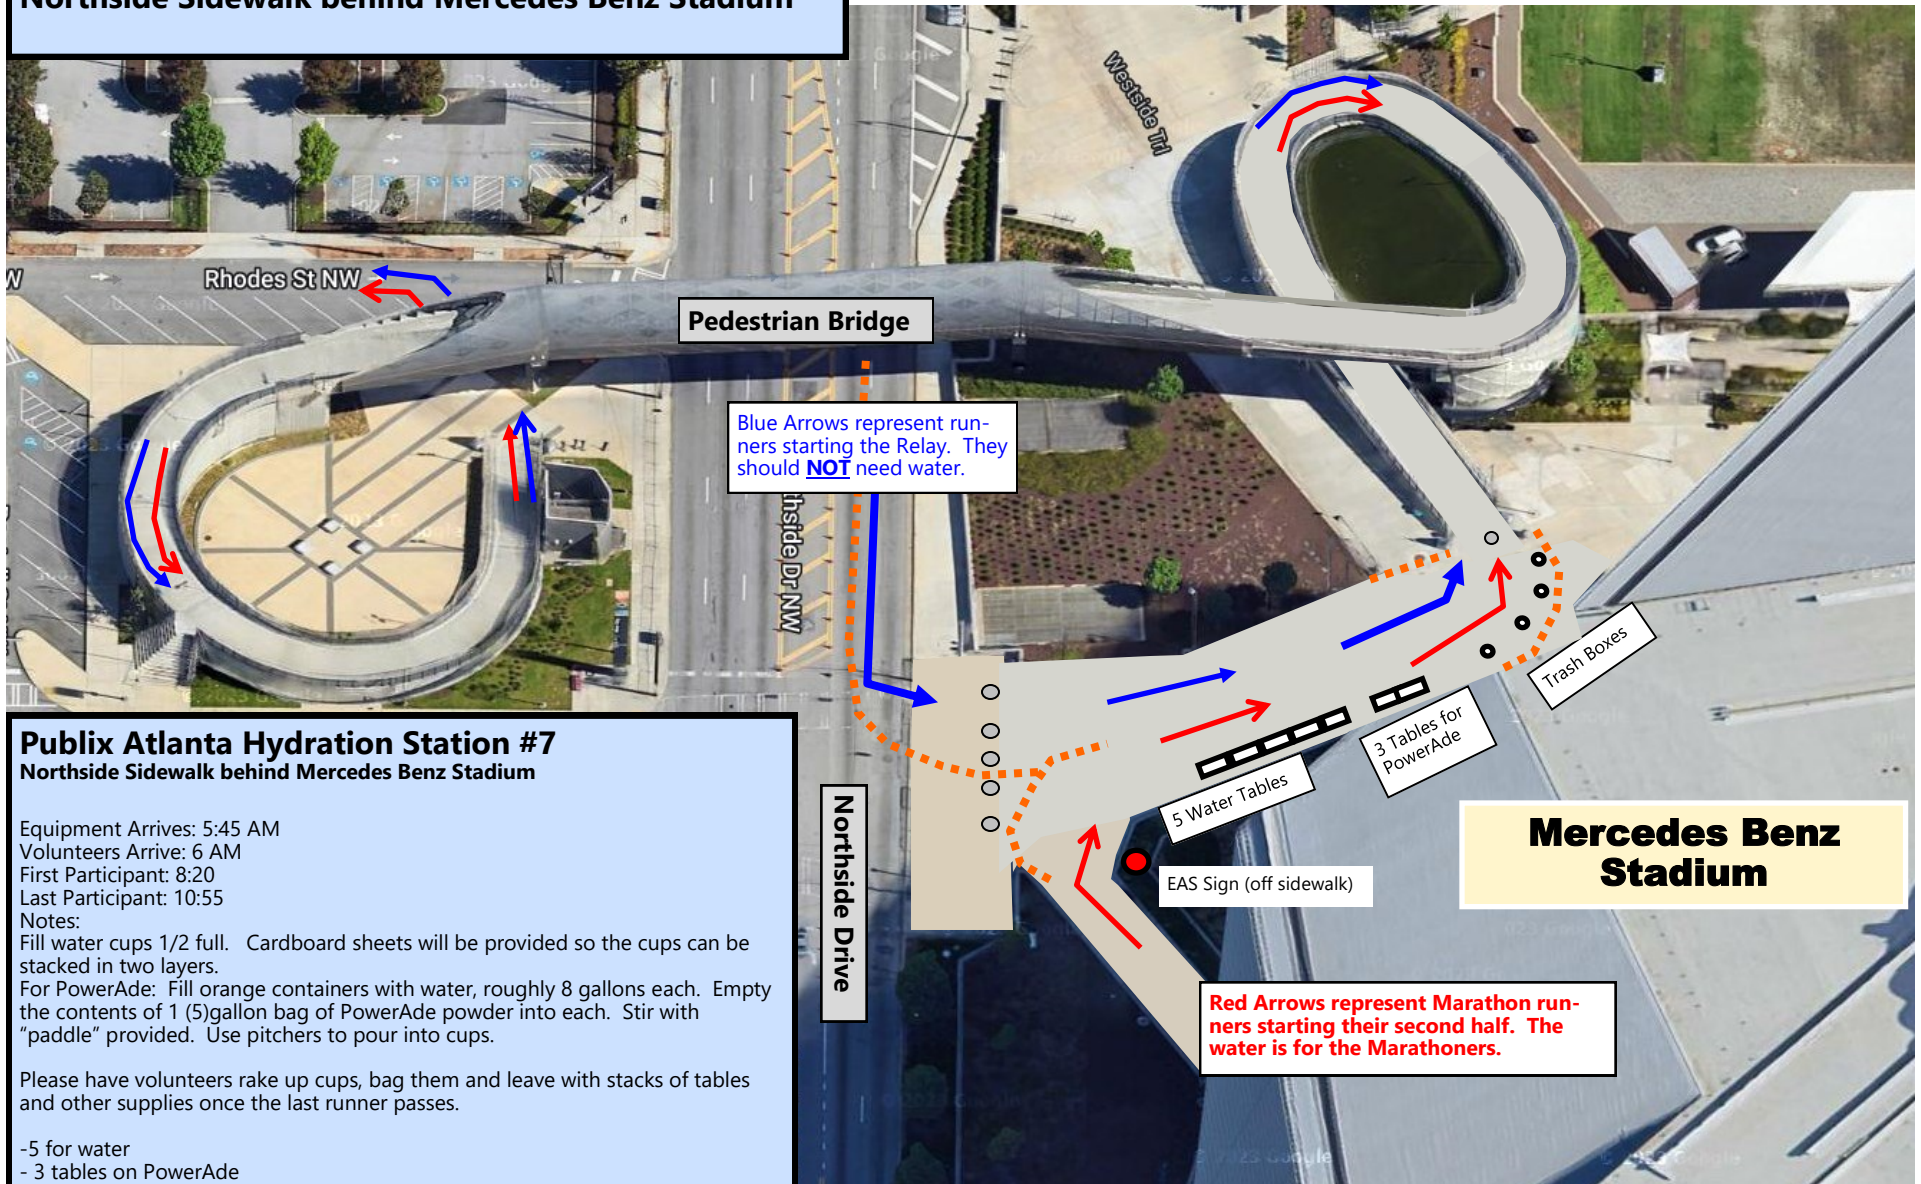 Northside Sidewalk behind Mercedes Benz Stadium
Westside Trl
Rhodes St NW
Pedestrian Bridge
Blue Arrows represent run-
ners starting the Relay.  They
should NOT need water.
thside Dr NW
Trash Boxes
3 Tables for
PowerAde
5 Water Tables
Northside Drive
EAS Sign (off sidewalk)
Mercedes Benz
Stadium
Red Arrows represent Marathon run-
ners starting their second half.  The
water is for the Marathoners.
Publix Atlanta Hydration Station #7
Northside Sidewalk behind Mercedes Benz Stadium
Equipment Arrives: 5:45 AM
Volunteers Arrive: 6 AM
First Participant: 8:20
Last Participant: 10:55
Notes:
Fill water cups 1/2 full.   Cardboard sheets will be provided so the cups can be
stacked in two layers.
For PowerAde:  Fill orange containers with water, roughly 8 gallons each.  Empty
the contents of 1 (5)gallon bag of PowerAde powder into each.  Stir with
“paddle” provided.  Use pitchers to pour into cups.
Please have volunteers rake up cups, bag them and leave with stacks of tables
and other supplies once the last runner passes.
-5 for water
- 3 tables on PowerAde